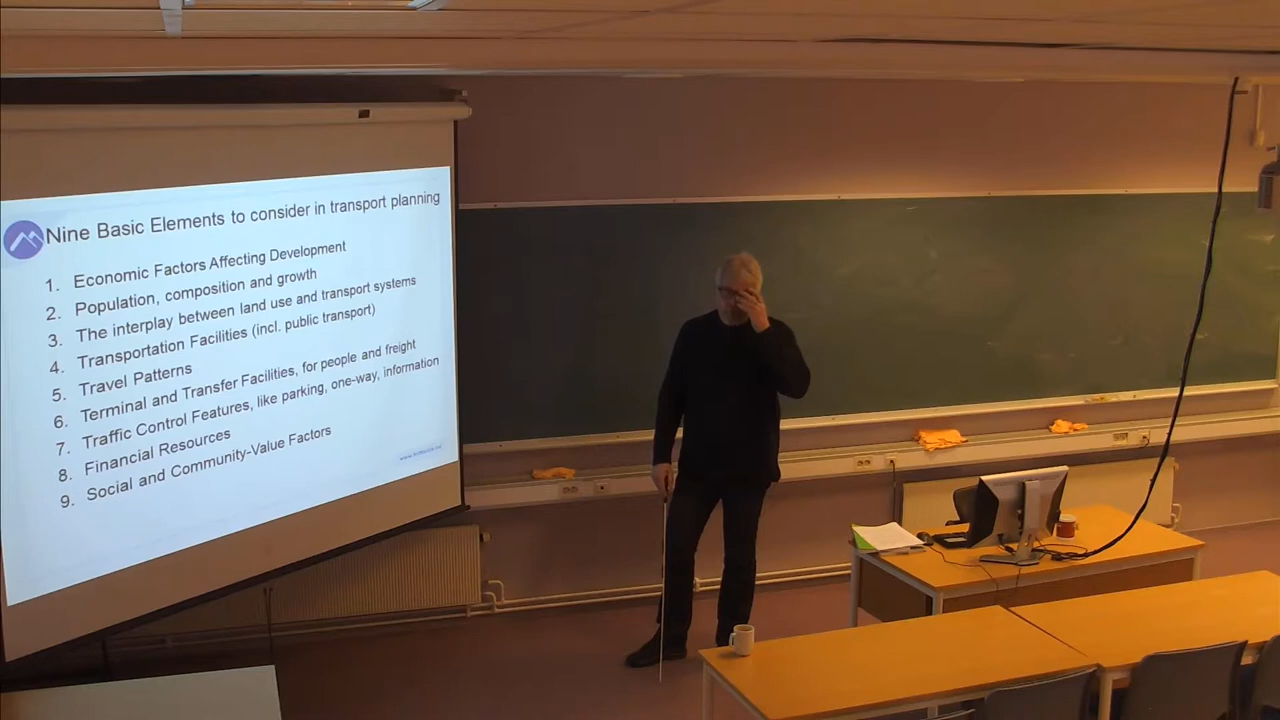 Nine Basic Elements to consider in transport planning
1. Economic Factors Affecting Development
2. Population, composition and growth
3. The interplay between land use and transport systems
4. Transportation Facilities (incl. public transport)
5. Travel Patterns
6. Terminal and Transfer Facilities, for people and freight
7. Traffic Control Features, like parking, one-way, information
8. Financial Resources
9. Social and Community-Value Factors